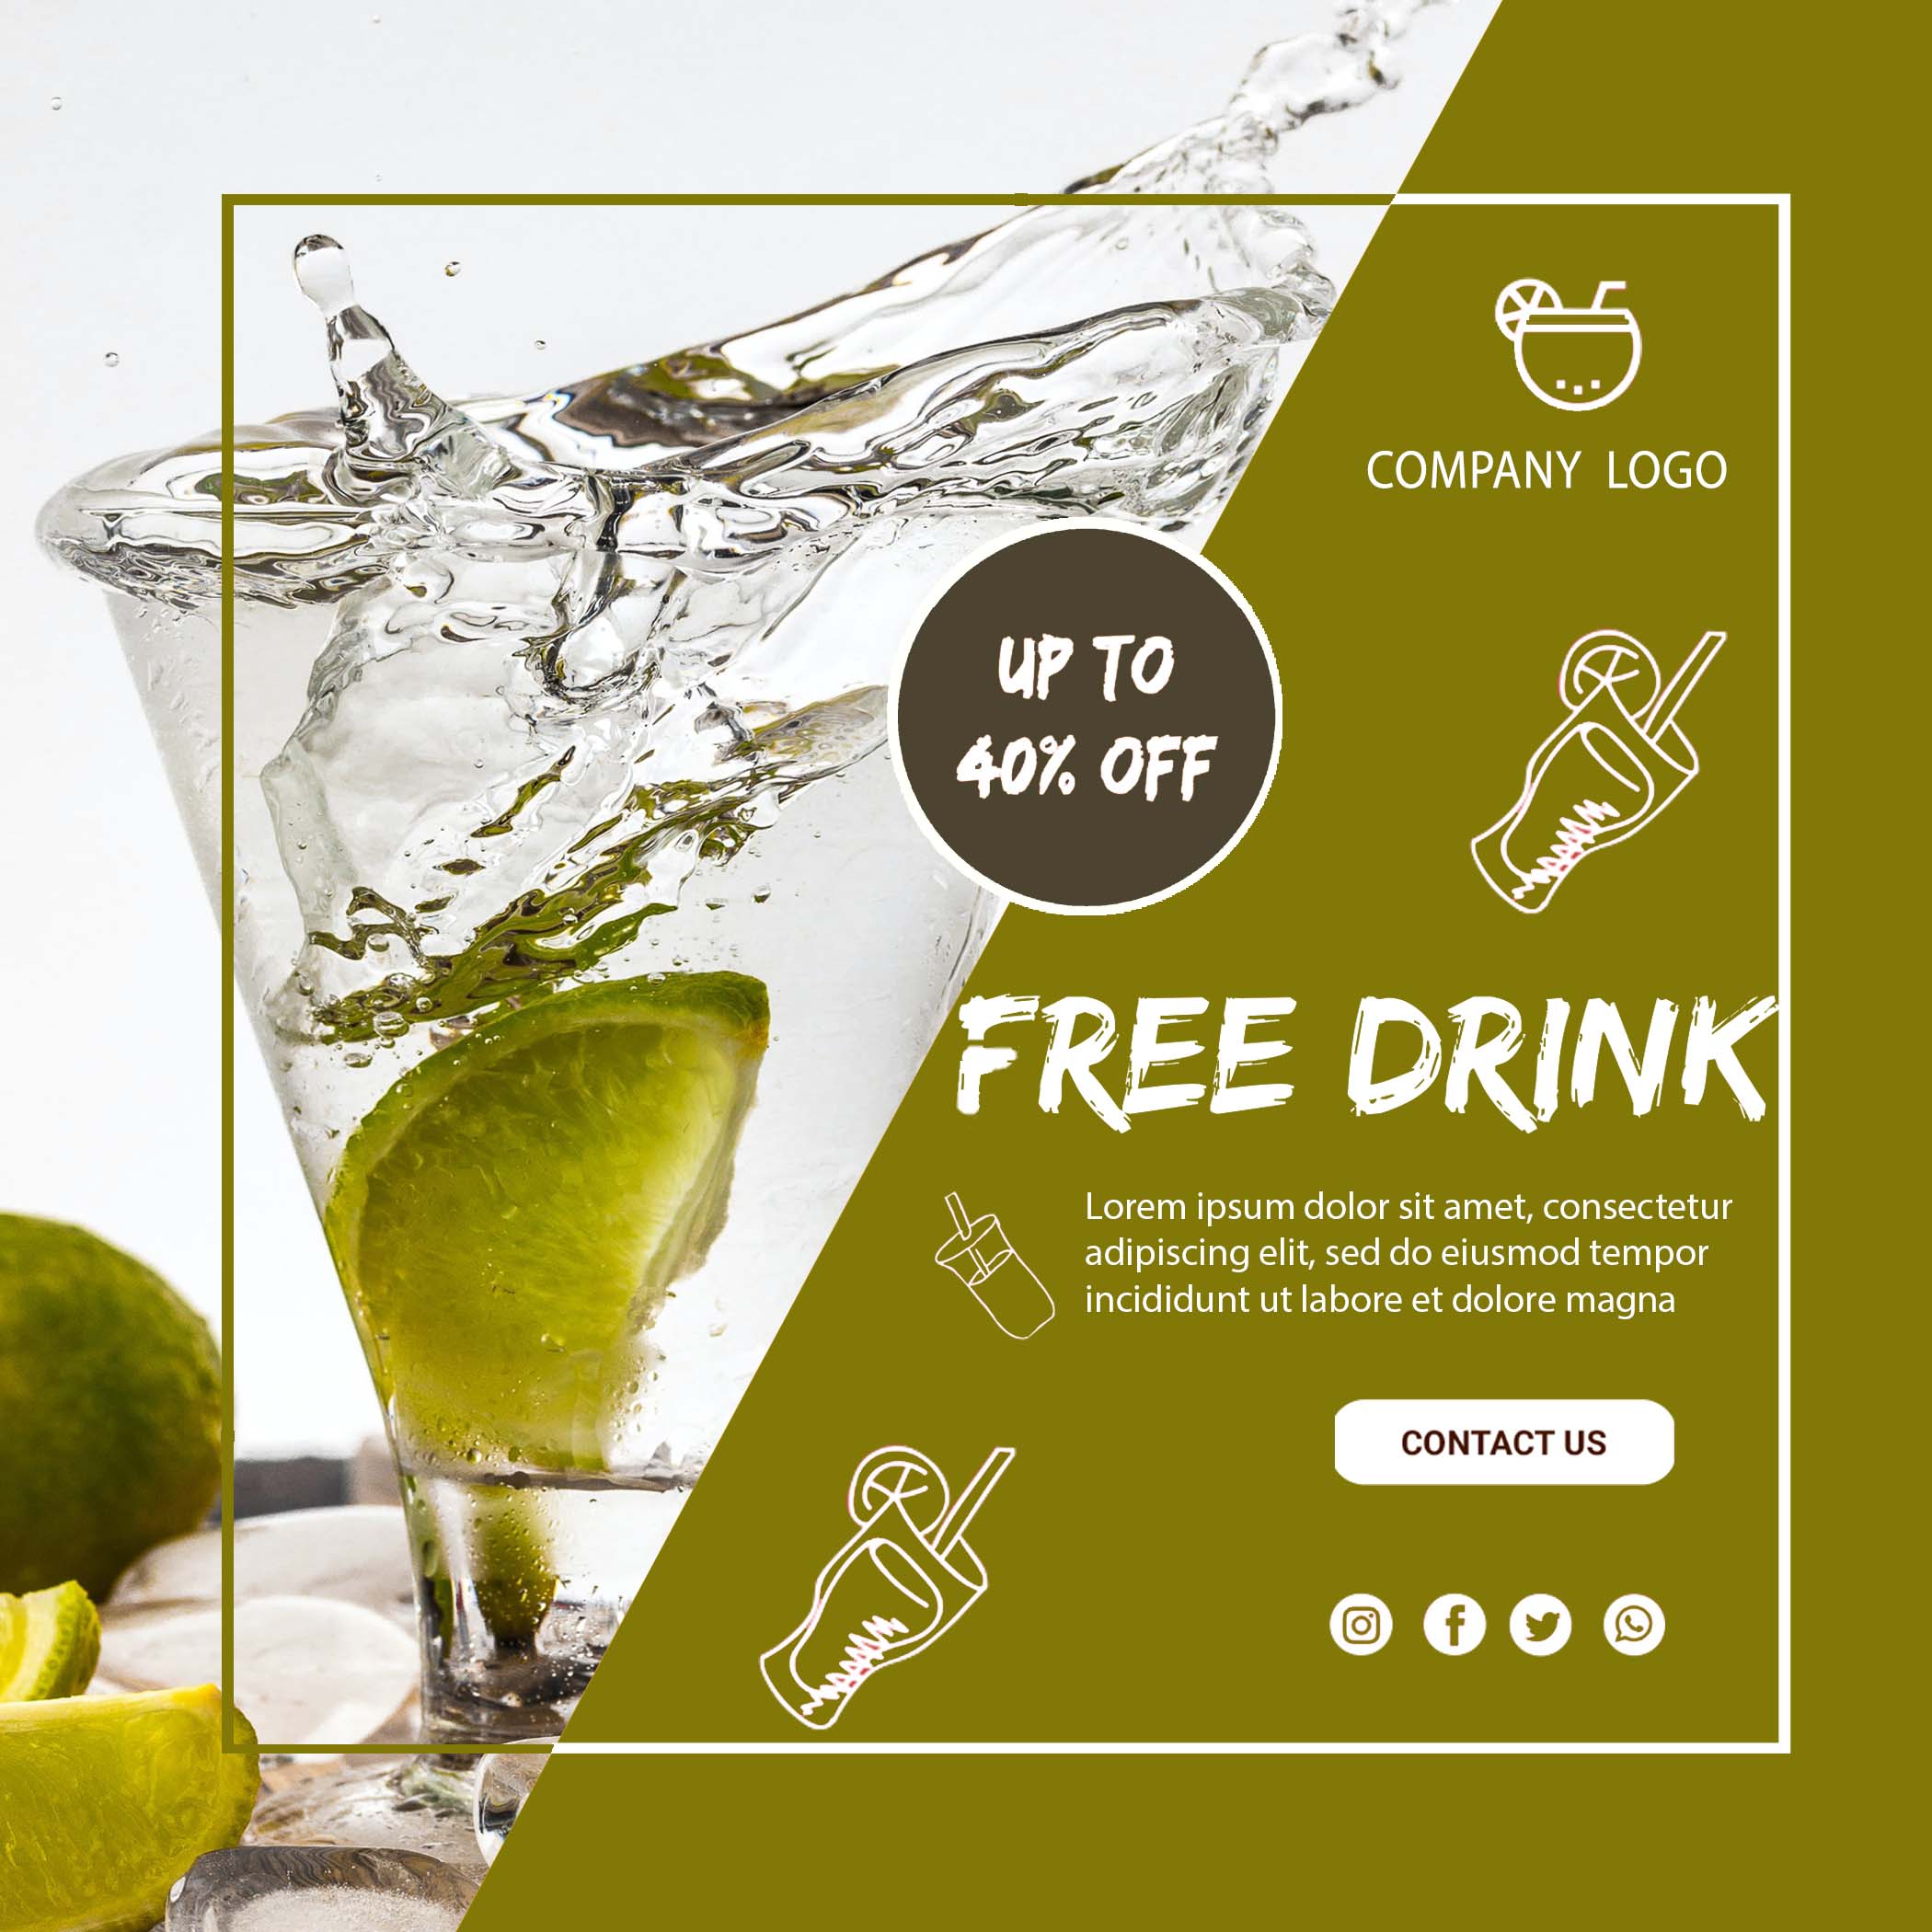 COMPANY LOGO
UP TO
40% OFF
FREE DRINK
Lorem ipsum dolor sit amet, consectetur
adipiscing elit, sed do eiusmod tempor
incididunt ut labore et dolore magna
CONTACT US